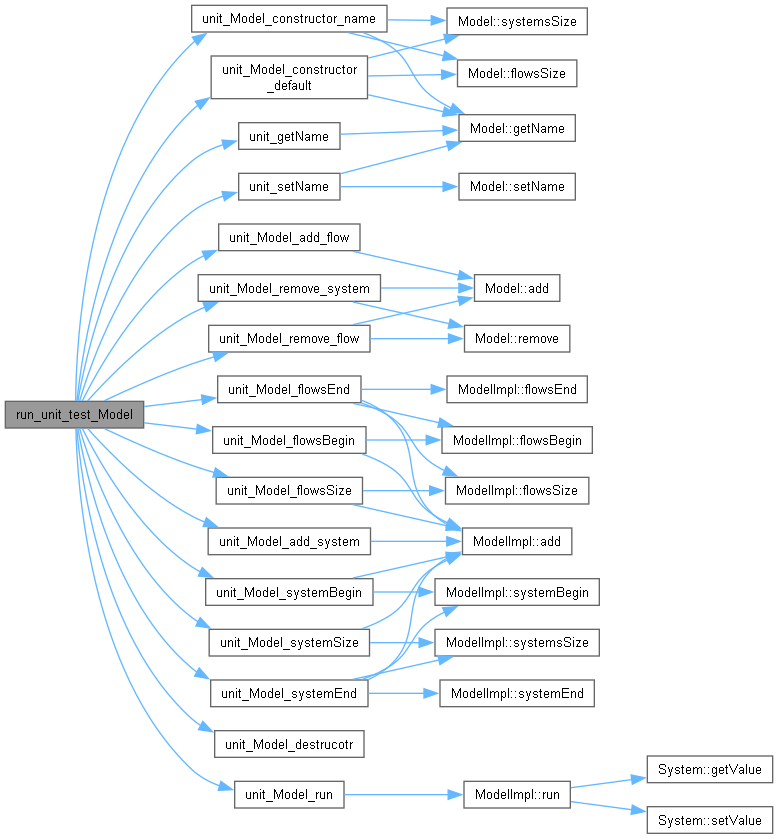 run_unit_test_Model
unit_Model_constructor_name
unit_Model_constructor
_default
unit_getName
unit_setName
unit_Model_add_flow
unit_Model_remove_system
unit_Model_remove_flow
unit_Model_flowsEnd
unit_Model_flowsBegin
unit_Model_flowsSize
unit_Model_add_system
unit_Model_systemBegin
unit_Model_systemSize
unit_Model_systemEnd
unit_Model_destrucotr
unit_Model_run
Model::systemsSize
Model::flowsSize
Model::getName
Model::setName
Model::add
Model::remove
ModelImpl::flowsEnd
ModelImpl::flowsBegin
ModelImpl::flowsSize
ModelImpl::add
ModelImpl::systemBegin
ModelImpl::systemsSize
ModelImpl::systemEnd
ModelImpl::run
System::getValue
System::setValue